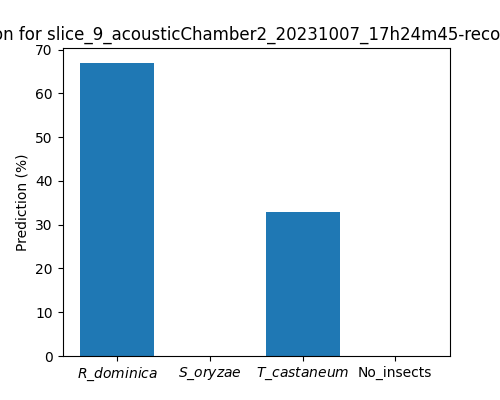 on for slice_9_acousticChamber2_20231007_17h24m45-reco
70
60
50
40
30
20
10
0
Prediction (%)
R_dominica S_oryzae T_castaneum No_insects